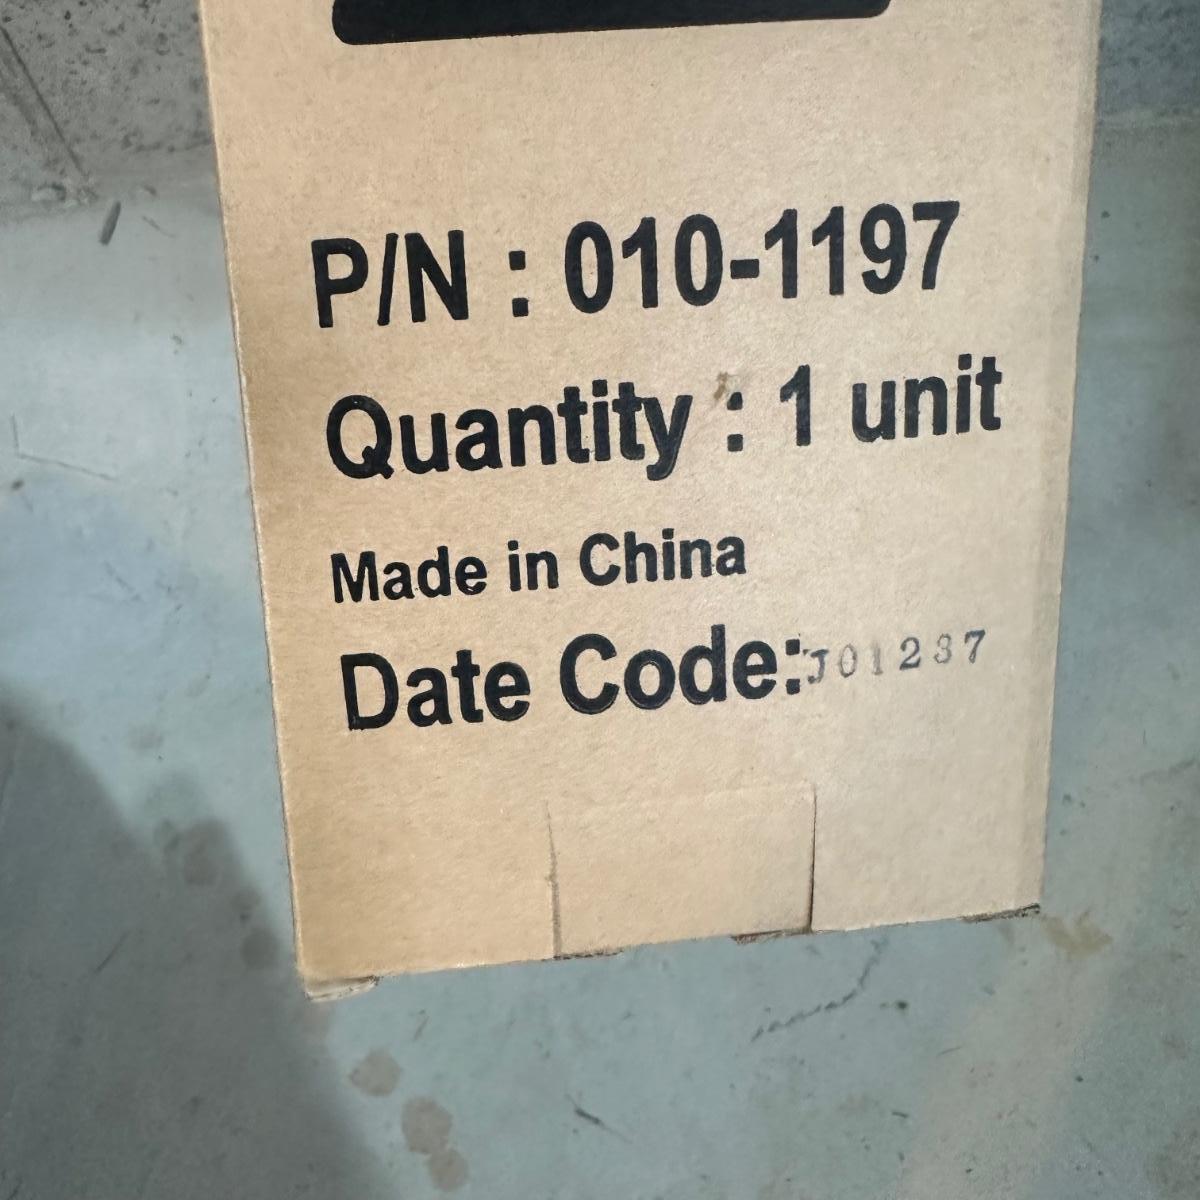 P/N : 010-1197
Quantity : 1 unit
Made in China
Date Code: J01237